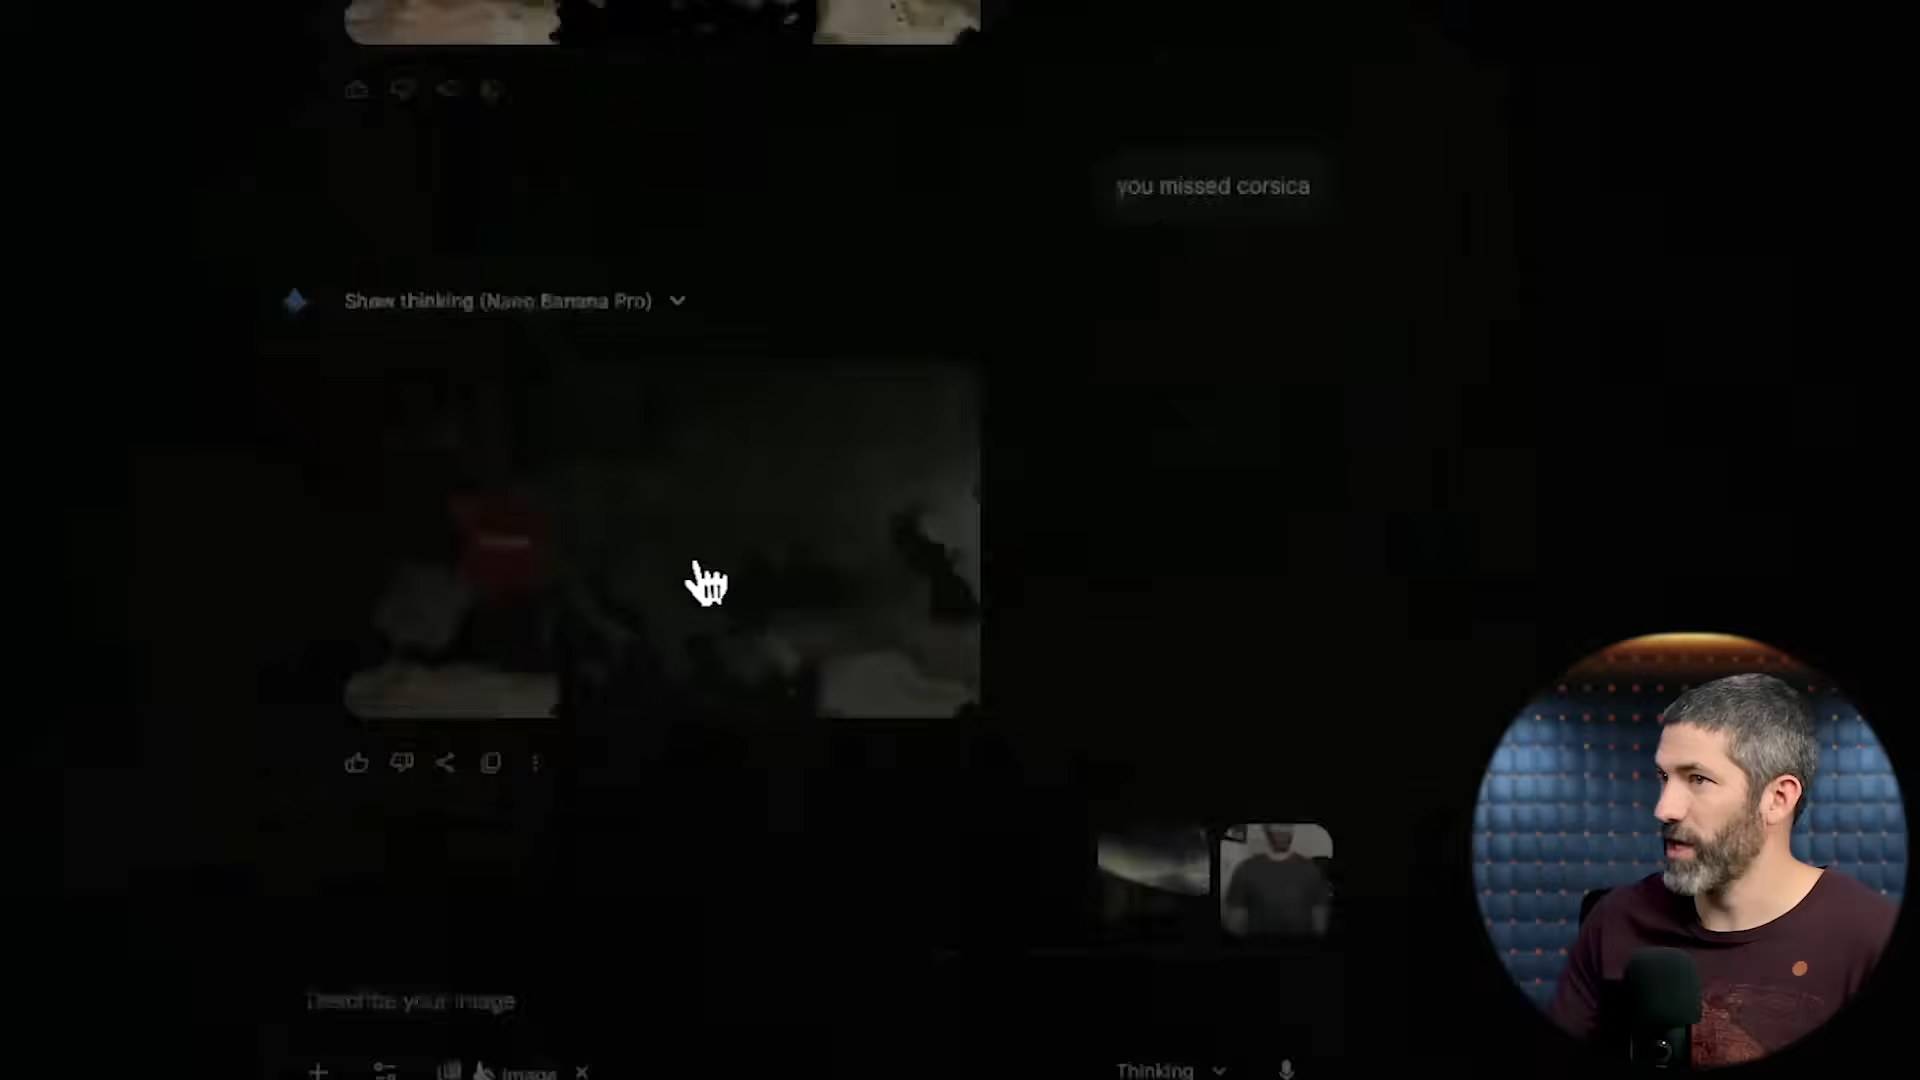 you missed corsica
Show thinking (Nano Banana Pro)
Describe your image
Image
Thinking